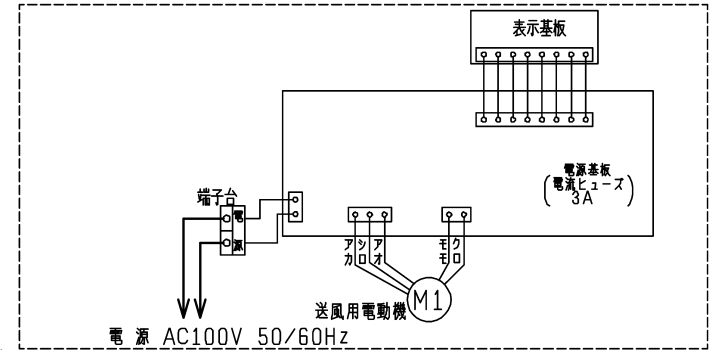 表示基板
電源基板
(電流ヒューズ
3A)
端子台
電
源
アカ
シロ
アオ
モモ
クロ
M1
送風用電動機
電 源 AC100V 50/60Hz